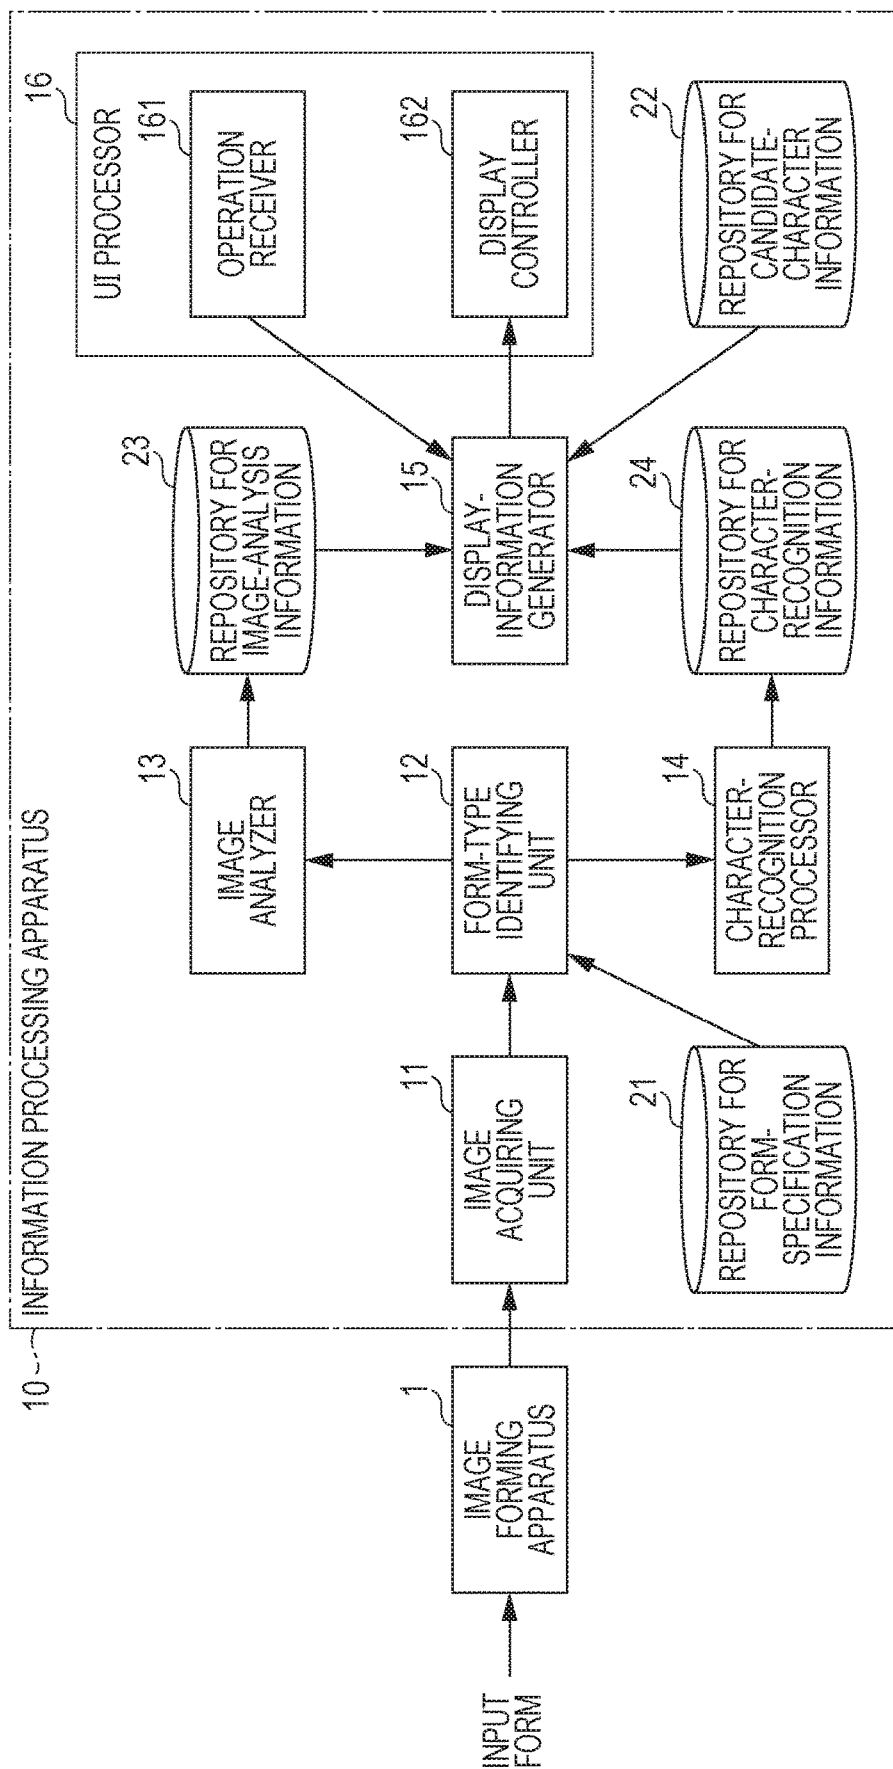 10
INFORMATION PROCESSING APPARATUS
INPUT
FORM
1
IMAGE
FORMING
APPARATUS
11
IMAGE
ACQUIRING
UNIT
21
REPOSITORY FOR
FORM-
SPECIFICATION
INFORMATION
13
IMAGE
ANALYZER
12
FORM-TYPE
IDENTIFYING
UNIT
14
CHARACTER-
RECOGNITION
PROCESSOR
23
REPOSITORY FOR
IMAGE-ANALYSIS
INFORMATION
15
DISPLAY-
INFORMATION
GENERATOR
24
REPOSITORY FOR
CHARACTER-
RECOGNITION
INFORMATION
16
UI PROCESSOR
161
OPERATION
RECEIVER
162
DISPLAY
CONTROLLER
22
REPOSITORY FOR
CANDIDATE-
CHARACTER
INFORMATION